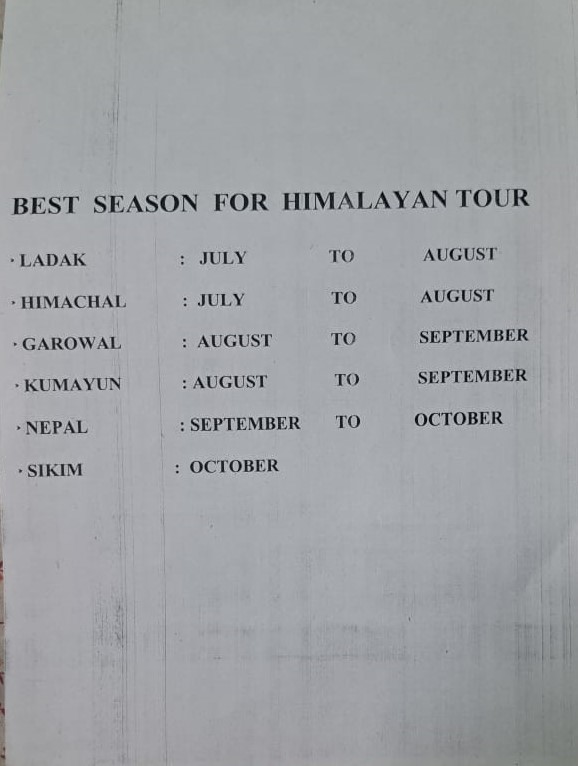 BEST SEASON FOR HIMALAYAN TOUR
· LADAK : JULY TO AUGUST
· HIMACHAL : JULY TO AUGUST
· GAROWAL : AUGUST TO SEPTEMBER
· KUMAYUN : AUGUST TO SEPTEMBER
· NEPAL : SEPTEMBER TO OCTOBER
· SIKIM : OCTOBER